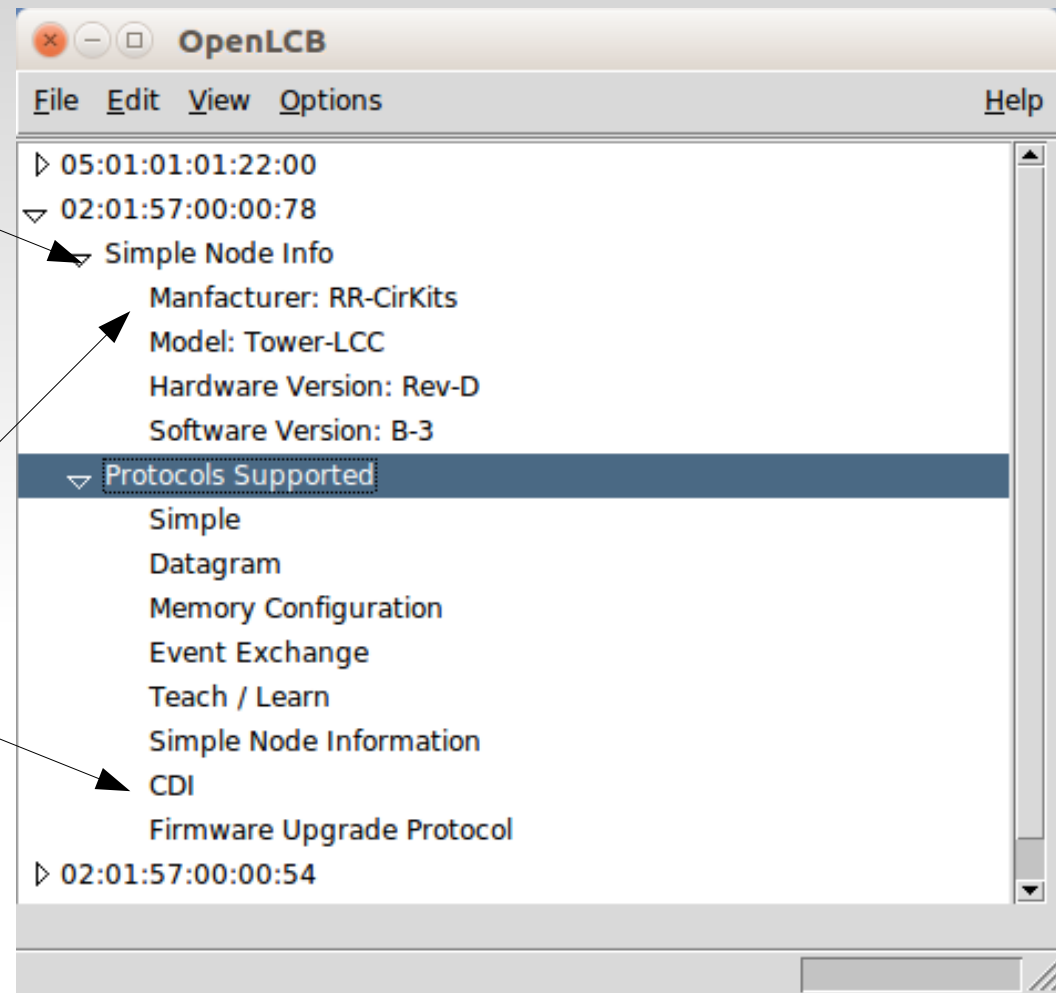 OpenLCB
File Edit View Options Help
05:01:01:01:22:00
02:01:57:00:00:78
Simple Node Info
Manfacturer: RR-CirKits
Model: Tower-LCC
Hardware Version: Rev-D
Software Version: B-3
Protocols Supported
Simple
Datagram
Memory Configuration
Event Exchange
Teach / Learn
Simple Node Information
CDI
Firmware Upgrade Protocol
02:01:57:00:00:54